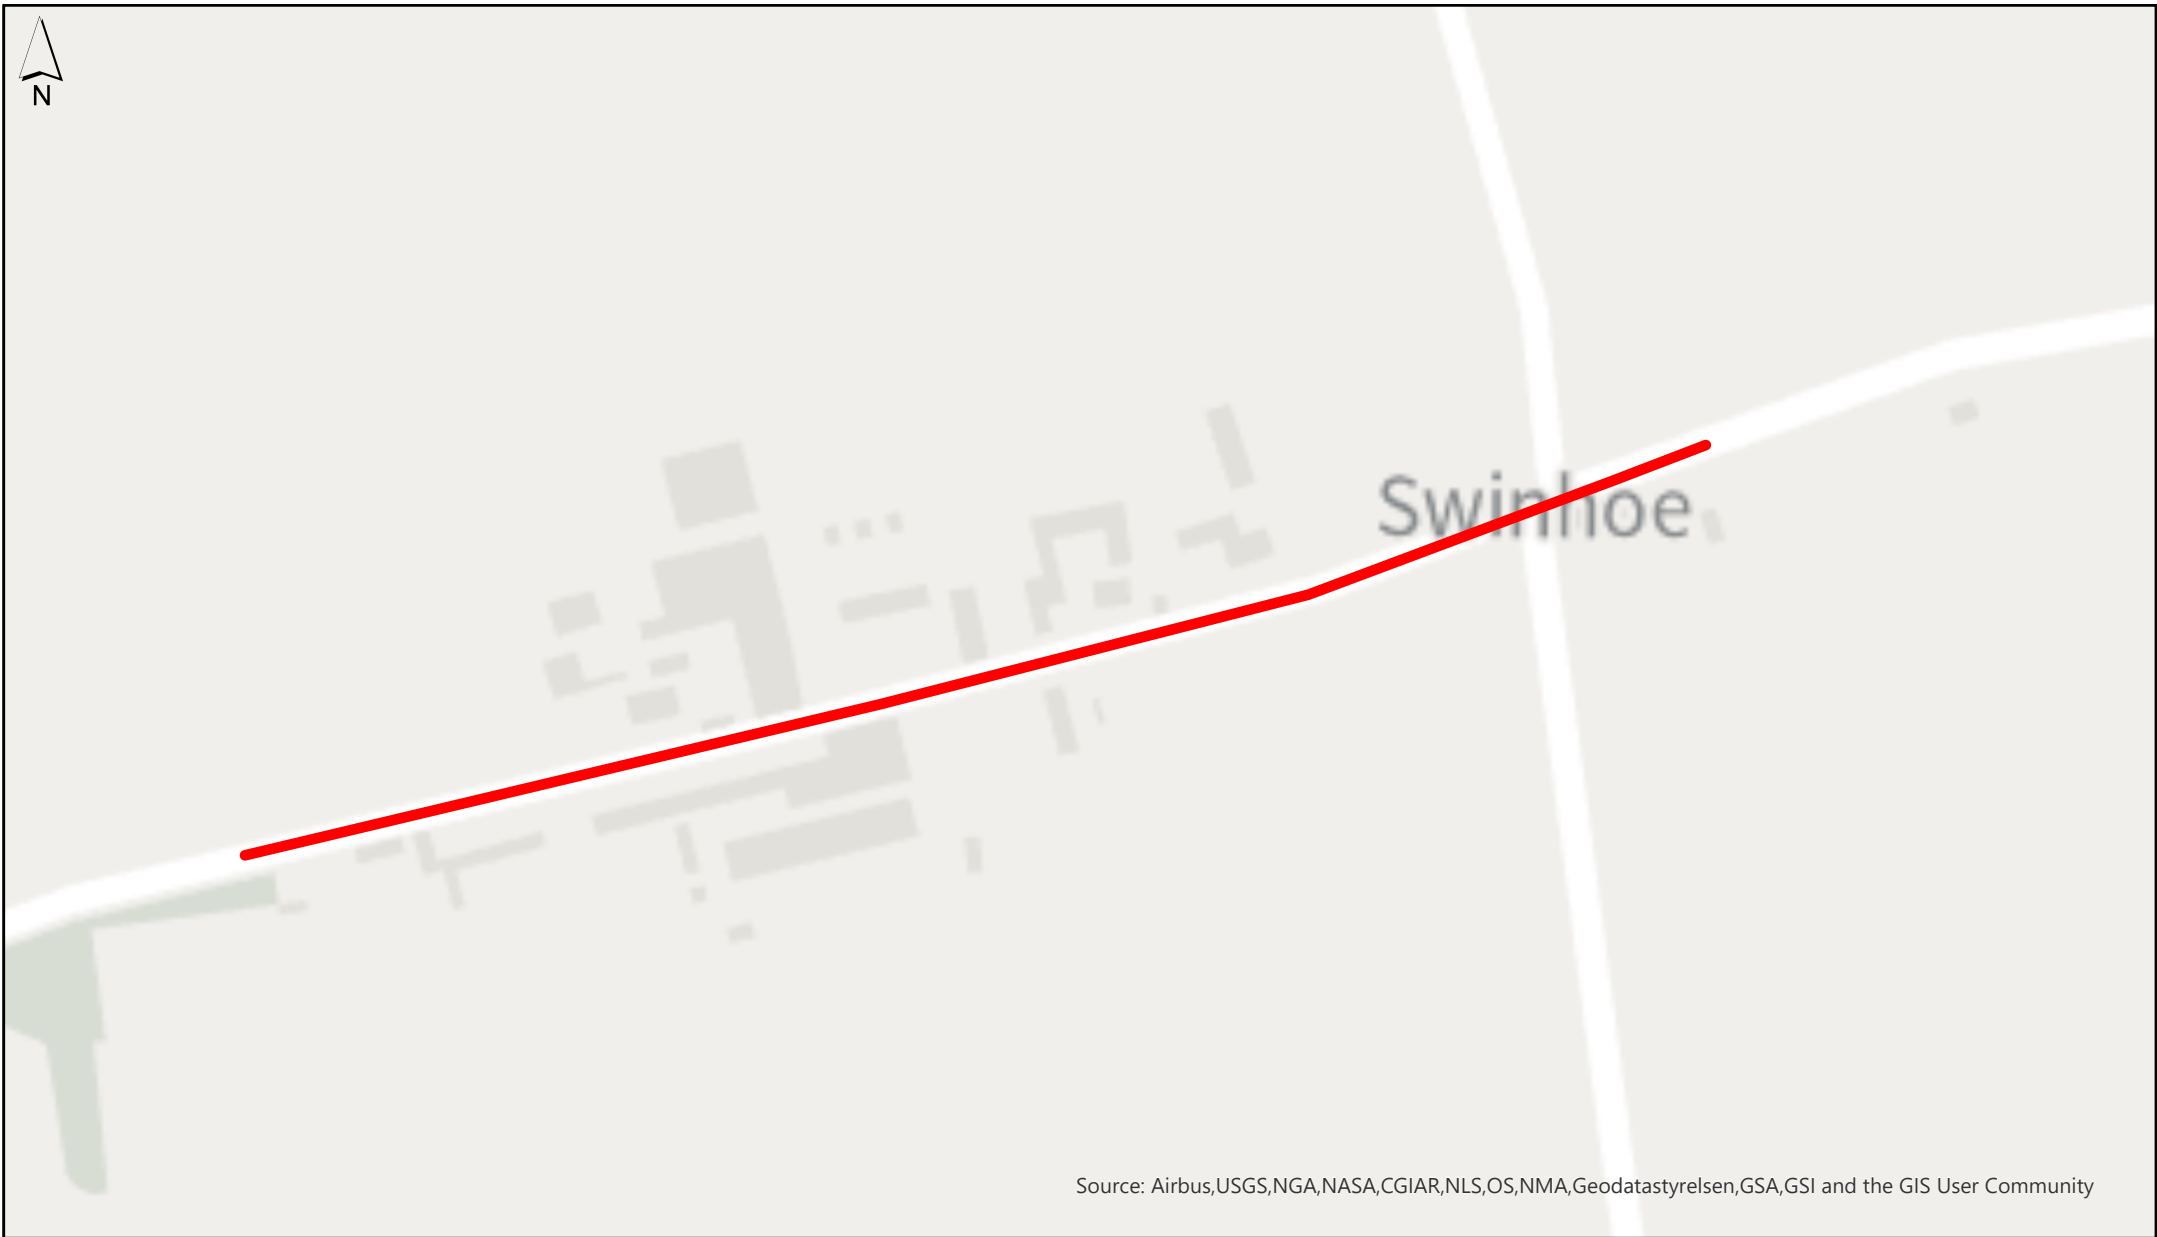 N
Swinhoe
Source: Airbus,USGS,NGA,NASA,CGIAR,NLS,OS,NMA,Geodatastyrelsen,GSA,GSI and the GIS User Community